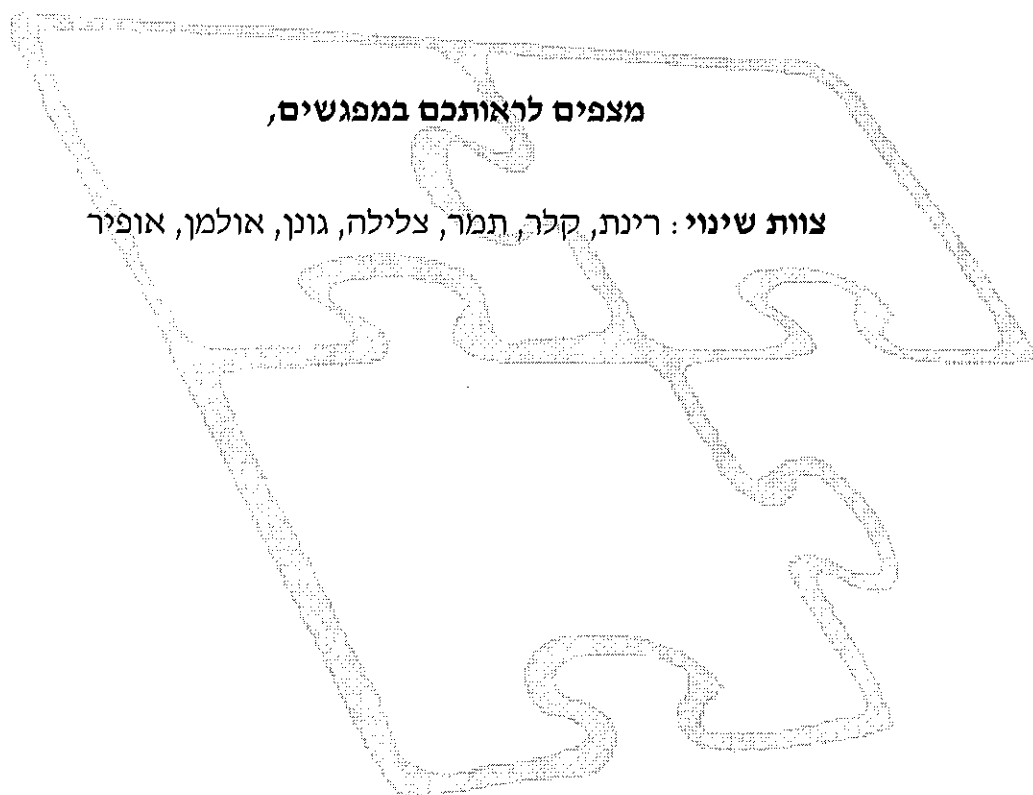 מצפים לראותכם במפגשים,
צוות שינוי: רינת, קלר, תמר, צלילה, גונן, אולמן, אופיר